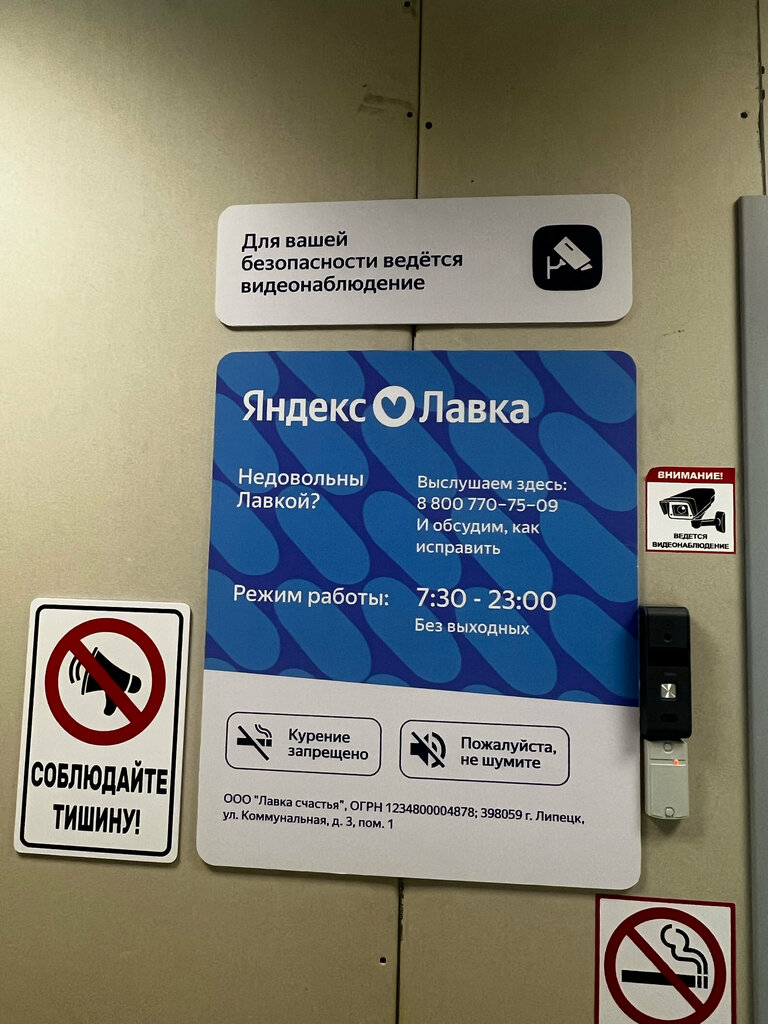 Для вашей
безопасности ведётся
видеонаблюдение
Яндекс Лавка
Недовольны
Лавкой?
Выслушаем здесь:
8 800 770-75-09
И обсудим, как
исправить
Режим работы:
7:30 - 23:00
Без выходных
Курение
запрещено
Пожалуйста,
не шумите
ООО "Лавка счастья", ОГРН 1234800004878; 398059 г. Липецк,
ул. Коммунальная, д. 3, пом. 1
ВНИМАНИЕ!
ВЕДЕТСЯ
ВИДЕОНАБЛЮДЕНИЕ
СОБЛЮДАЙТЕ
ТИШИНУ!